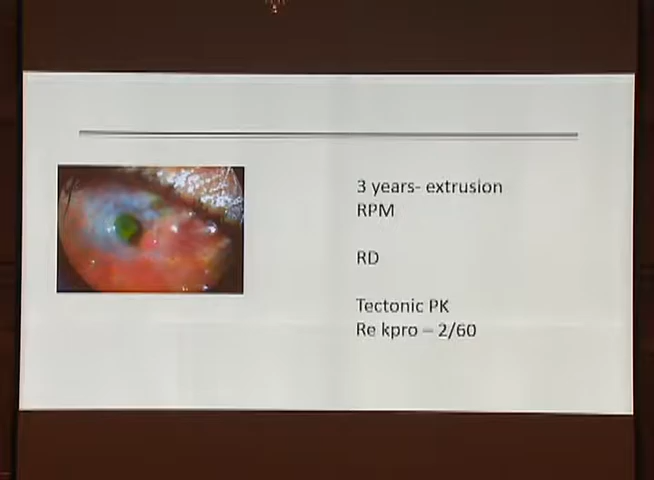 3 years- extrusion
RPM
RD
Tectonic PK
Re kpro – 2/60